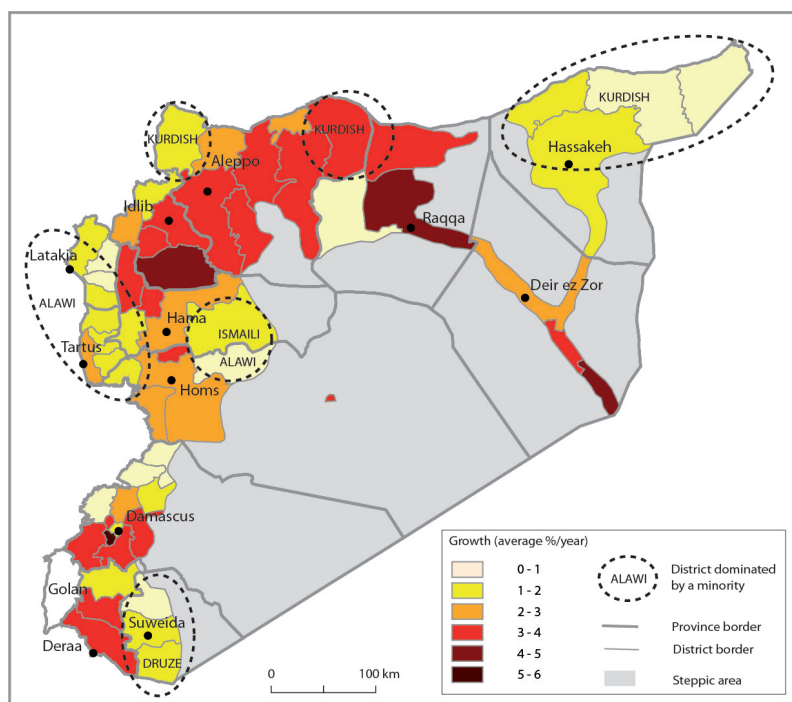 KURDISH
KURDISH
KURDISH
Aleppo
Hassakeh
Idlib
Raqqa
Latakia
Deir ez Zor
ALAWI
Hama
ISMAILI
Tartus
ALAWI
Homs
Damascus
Golan
Suweida
Deraa
DRUZE
0 100 km
Growth (average %/year)
0 - 1
1 - 2
2 - 3
3 - 4
4 - 5
5 - 6
ALAWI
District dominated
by a minority
Province border
District border
Steppic area